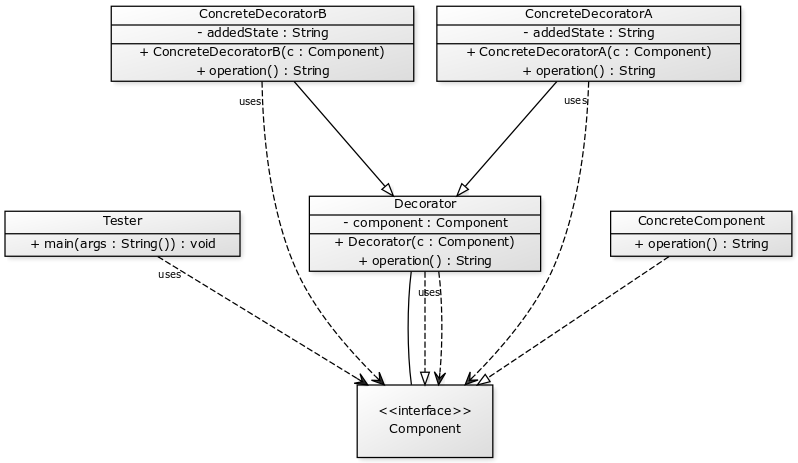 ConcreteDecoratorB
- addedState : String
+ ConcreteDecoratorB(c : Component)
+ operation() : String
ConcreteDecoratorA
- addedState : String
+ ConcreteDecoratorA(c : Component)
+ operation() : String
uses
uses
Tester
+ main(args : String()) : void
uses
Decorator
- component : Component
+ Decorator(c : Component)
+ operation() : String
uses
ConcreteComponent
+ operation() : String
<<interface>>
Component